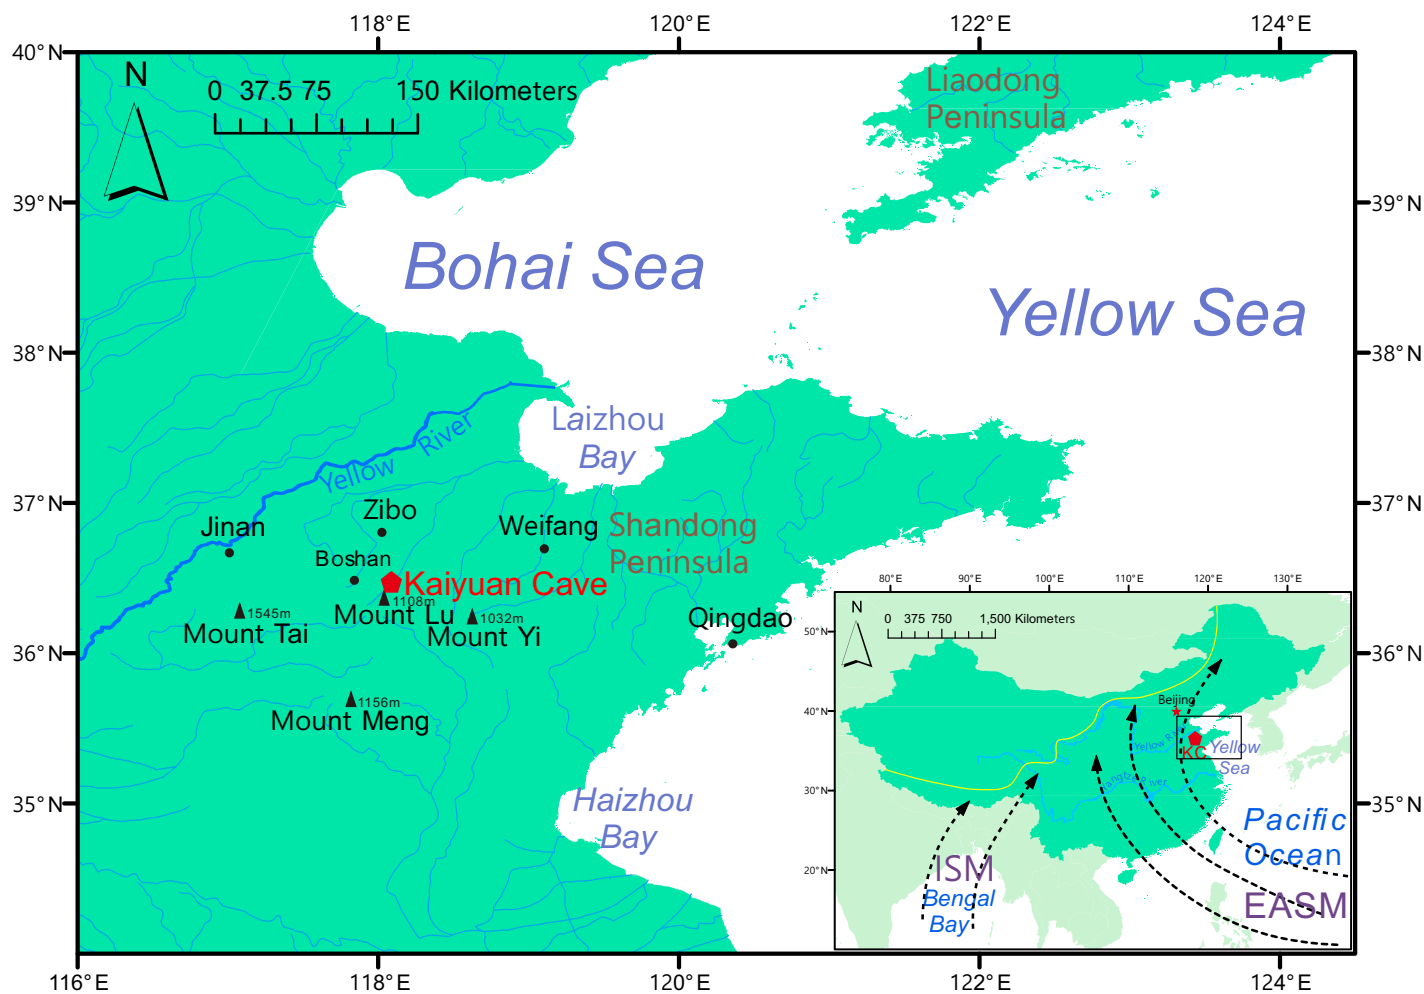 118°E 120°E 122°E 124°E
40°N
N
0 37.5 75 150 Kilometers
Liaodong
Peninsula
39°N 39°N
Bohai Sea
Yellow Sea
38°N 38°N
Laizhou
Bay
Yellow River
37°N 37°N
Jinan
Zibo
Weifang
Shandong
Peninsula
Boshan
Kaiyuan Cave
1108m
Mount Lu
1545m
Mount Tai
1032m
Mount Yi
Qingdao
36°N 36°N
1156m
Mount Meng
35°N 35°N
Haizhou
Bay
116°E 118°E 120°E 122°E 124°E
80°E 90°E 100°E 110°E 120°E 130°E
N
0 375 750 1,500 Kilometers
50°N
40°N
30°N
20°N
Beijing
Yellow Ri
KC
Yellow
Sea
angtze River
Pacific
Ocean
ISM
Bengal
Bay
EASM